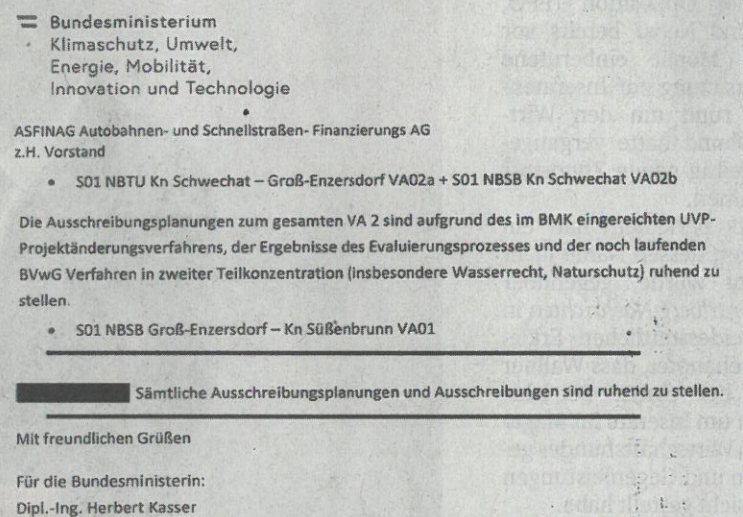 Bundesministerium
Klimaschutz, Umwelt,
Energie, Mobilität,
Innovation und Technologie
ASFINAG Autobahnen- und Schnellstraßen- Finanzierungs AG
z.H. Vorstand
• S01 NBTU Kn Schwechat – Groß-Enzersdorf VA02a + S01 NBSB Kn Schwechat VA02b
Die Ausschreibungsplanungen zum gesamten VA 2 sind aufgrund des im BMK eingereichten UVP-
Projektänderungsverfahrens, der Ergebnisse des Evaluierungsprozesses und der noch laufenden
BVwG Verfahren in zweiter Teilkonzentration (insbesondere Wasserrecht, Naturschutz) ruhend zu
stellen.
• S01 NBSB Groß-Enzersdorf – Kn Süßenbrunn VA01
Sämtliche Ausschreibungsplanungen und Ausschreibungen sind ruhend zu stellen.
Mit freundlichen Grüßen
Für die Bundesministerin:
Dipl.-Ing. Herbert Kasser